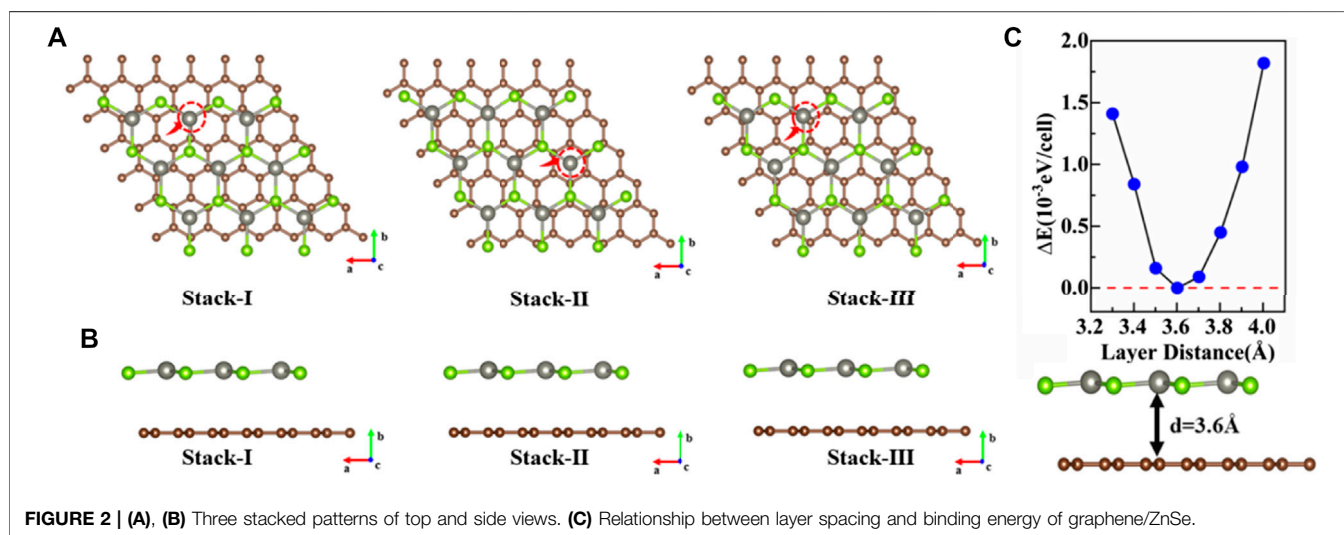 A
Stack-I
Stack-II
Stack-III
a
b
c
a
b
c
a
b
c
B
Stack-I
Stack-II
Stack-III
a
b
c
a
b
c
a
b
c
C
ΔE(10⁻³eV/cell)
2.0
1.5
1.0
0.5
0.0
3.2 3.4 3.6 3.8 4.0
Layer Distance(Å)
d=3.6Å
FIGURE 2 | (A), (B) Three stacked patterns of top and side views. (C) Relationship between layer spacing and binding energy of graphene/ZnSe.